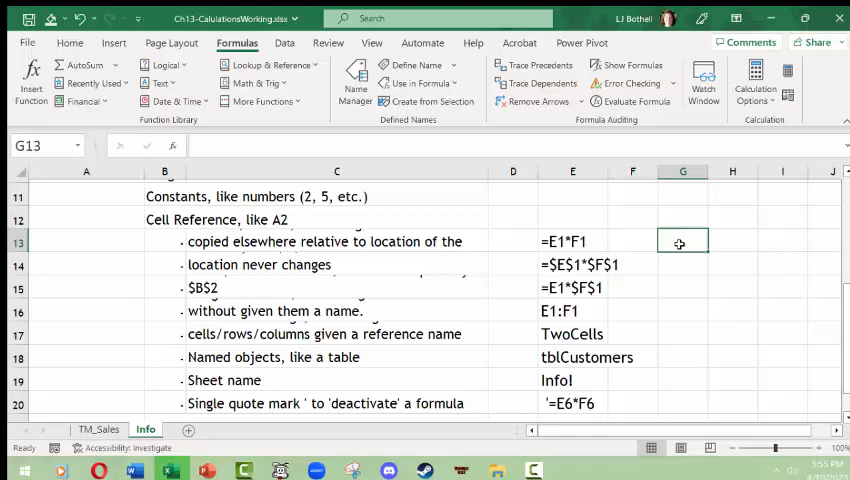 Ch13-CalulationsWorking.xlsx
Search
LJ Bothell
File Home Insert Formulas Data Review View Automate Help Acrobat Power Pivot Comments Share
AutoSum Logical Lookup & Reference Define Name Trace Precedents Show Formulas
Recently Used Text Math & Trig Use in Formula Trace Dependents Error Checking
Financial Date & Time More Functions Create from Selection Remove Arrows Evaluate Formula
Insert Function
Name Manager
Watch Window
Calculation Options
Function Library Defined Names Formula Auditing Calculation
G13 fx
A B C D E F G H I J
11 Constants, like numbers (2, 5, etc.)
12 Cell Reference, like A2
13 - copied elsewhere relative to location of the =E1*F1
14 - location never changes =$E$1*$F$1
15 - $B$2 =E1*$F$1
16 - without given them a name. E1:F1
17 - cells/rows/columns given a reference name TwoCells
18 - Named objects, like a table tblCustomers
19 - Sheet name Info!
20 - Single quote mark ' to 'deactivate' a formula '=E6*F6
TM_Sales Info
Ready Accessibility: Investigate 100%
5:55 PM
4/10/2023